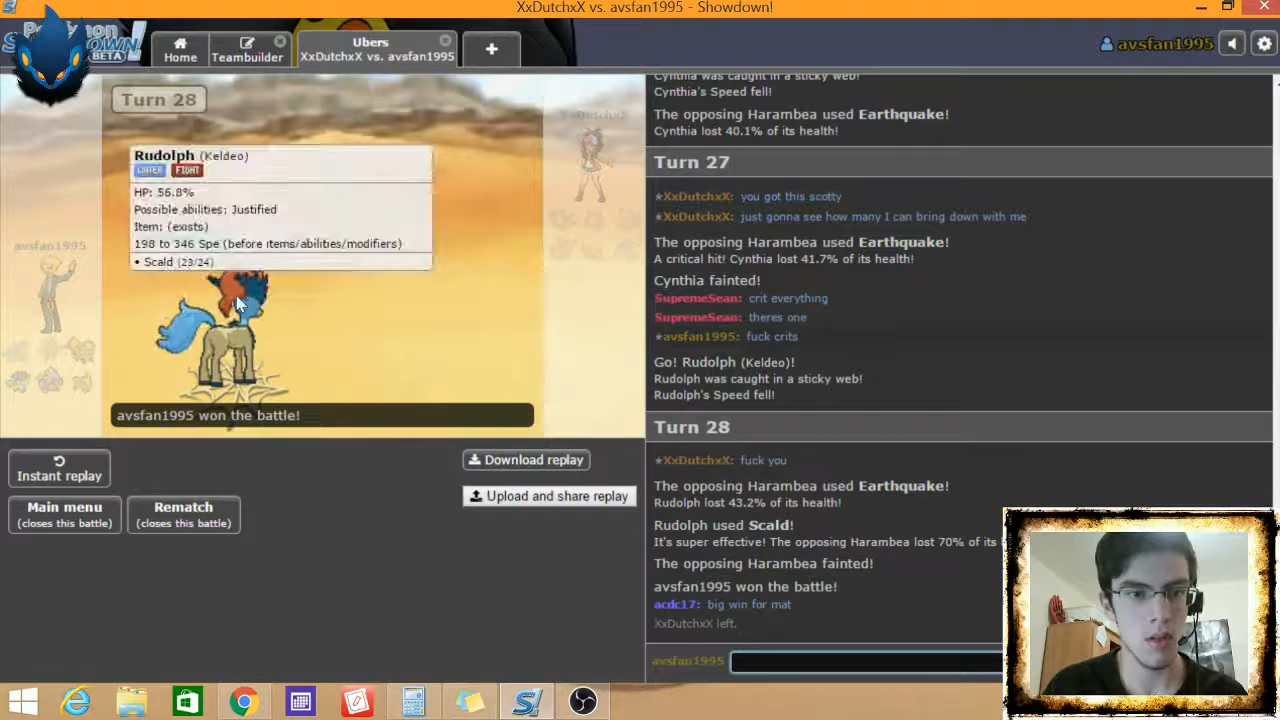 XxDutchxX vs. avsfan1995 - Showdown!
BETA
Home
Teambuilder
Ubers
XxDutchxX vs. avsfan1995
avsfan1995
Turn 28
XxDutchxX
Rudolph (Keldeo)
WATER FIGHT
HP: 56.8%
Possible abilities: Justified
Item: (exists)
198 to 346 Spe (before items/abilities/modifiers)
• Scald (23/24)
avsfan1995
avsfan1995 won the battle!
Instant replay
Download replay
Upload and share replay
Main menu
(closes this battle)
Rematch
(closes this battle)
Cynthia was caught in a sticky web!
Cynthia's Speed fell!
The opposing Harambea used Earthquake!
Cynthia lost 40.1% of its health!
Turn 27
★XxDutchxX: you got this scotty
★XxDutchxX: just gonna see how many I can bring down with me
The opposing Harambea used Earthquake!
A critical hit! Cynthia lost 41.7% of its health!
Cynthia fainted!
SupremeSean: crit everything
SupremeSean: theres one
★avsfan1995: fuck crits
Go! Rudolph (Keldeo)!
Rudolph was caught in a sticky web!
Rudolph's Speed fell!
Turn 28
★XxDutchxX: fuck you
The opposing Harambea used Earthquake!
Rudolph lost 43.2% of its health!
Rudolph used Scald!
It's super effective! The opposing Harambea lost 70% of its
The opposing Harambea fainted!
avsfan1995 won the battle!
acdc17: big win for mat
XxDutchxX left.
avsfan1995